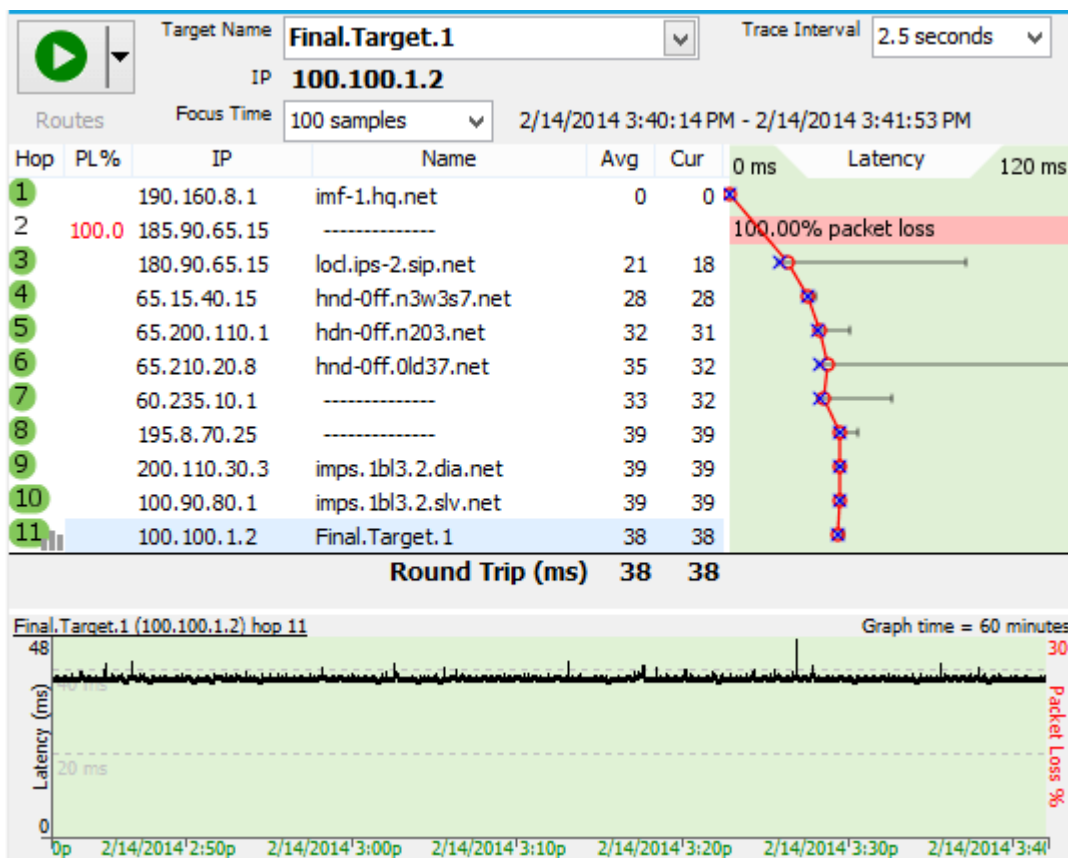 Target Name Final.Target.1 Trace Interval 2.5 seconds
IP 100.100.1.2
Routes Focus Time 100 samples 2/14/2014 3:40:14 PM - 2/14/2014 3:41:53 PM
Hop PL% IP Name Avg Cur 0 ms Latency 120 ms
1 190.160.8.1 imf-1.hq.net 0 0
2 100.0 185.90.65.15 -------------- 100.00% packet loss
3 180.90.65.15 locl.ips-2.sip.net 21 18
4 65.15.40.15 hnd-0ff.n3w3s7.net 28 28
5 65.200.110.1 hdn-0ff.n203.net 32 31
6 65.210.20.8 hnd-0ff.0ld37.net 35 32
7 60.235.10.1 -------------- 33 32
8 195.8.70.25 -------------- 39 39
9 200.110.30.3 imps.1bl3.2.dia.net 39 39
10 100.90.80.1 imps.1bl3.2.slv.net 39 39
11 100.100.1.2 Final.Target.1 38 38
Round Trip (ms) 38 38
Final.Target.1 (100.100.1.2) hop 11 Graph time = 60 minutes
48 30
40 ms
Latency (ms)
Packet Loss %
20 ms
0
0p 2/14/2014 2:50p 2/14/2014 3:00p 2/14/2014 3:10p 2/14/2014 3:20p 2/14/2014 3:30p 2/14/2014 3:4